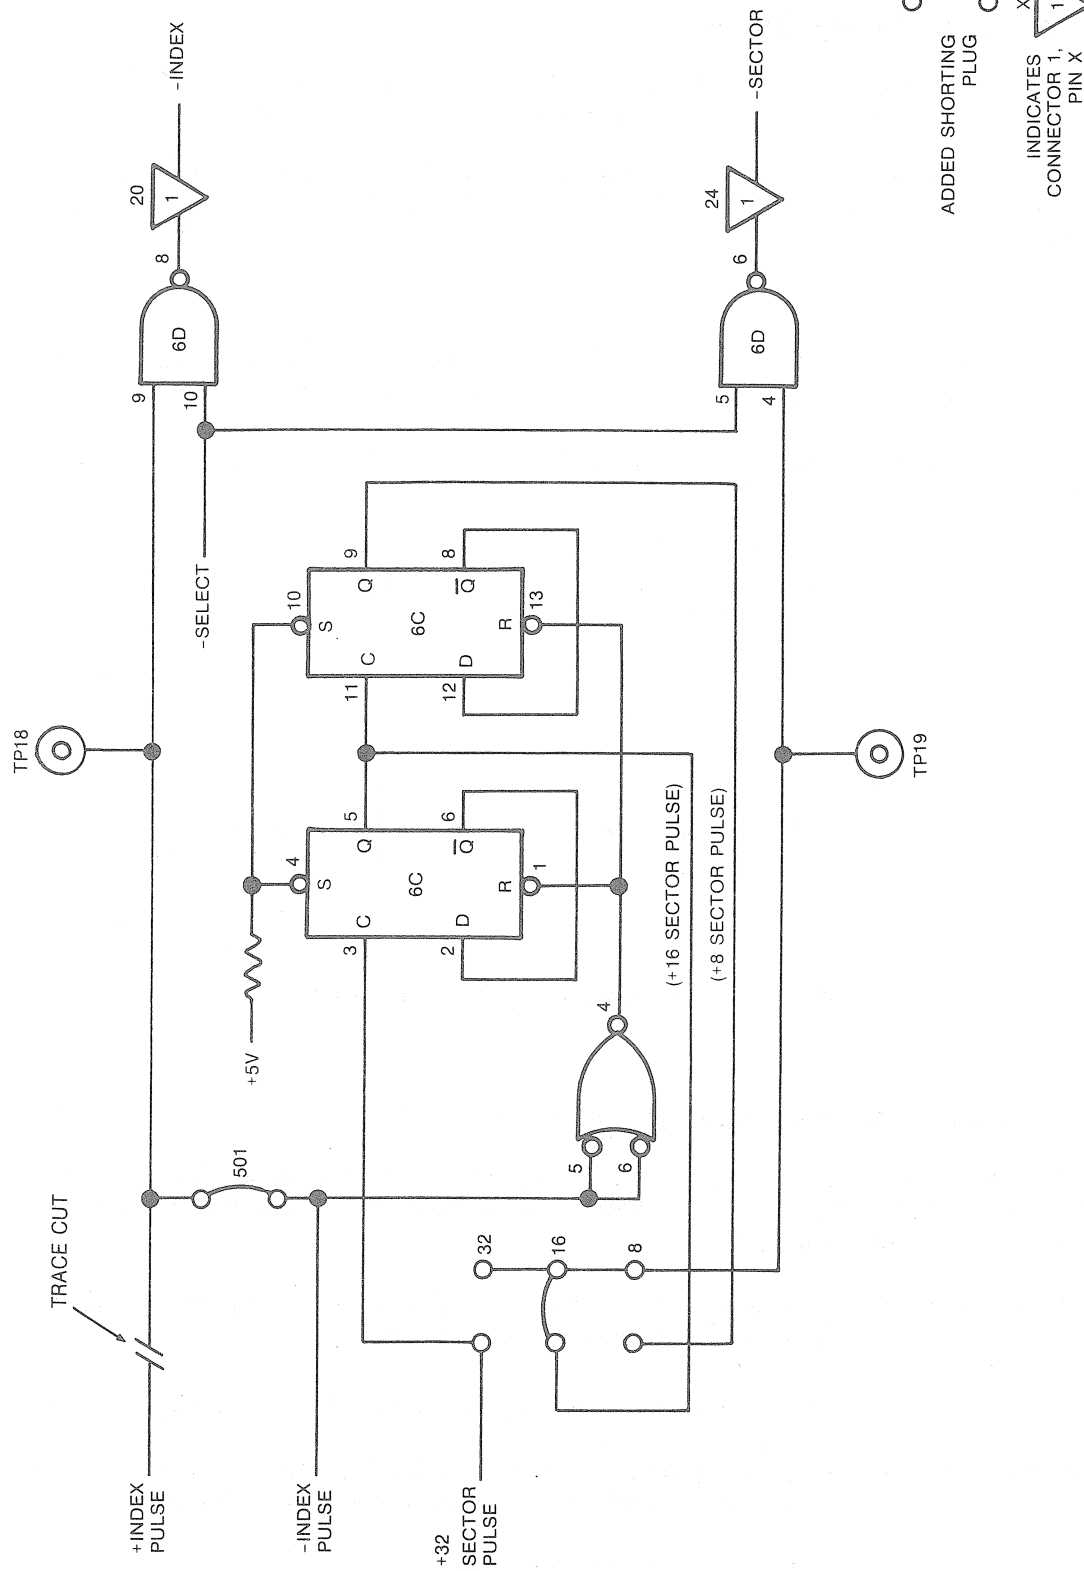 TRACE CUT
+INDEX
PULSE
-INDEX
PULSE
+32
SECTOR
PULSE
501
+5V
TP18
-SELECT
9
10
6D
8
20
1
-INDEX
3
2
C
D
S
R
Q
Q
6C
4
5
6
1
11
12
C
D
S
R
Q
Q
6C
10
9
8
13
5
6
4
32
16
8
(+16 SECTOR PULSE)
(+8 SECTOR PULSE)
TP19
5
4
6D
6
24
1
-SECTOR
ADDED SHORTING
PLUG
INDICATES
CONNECTOR 1,
PIN X
X
1